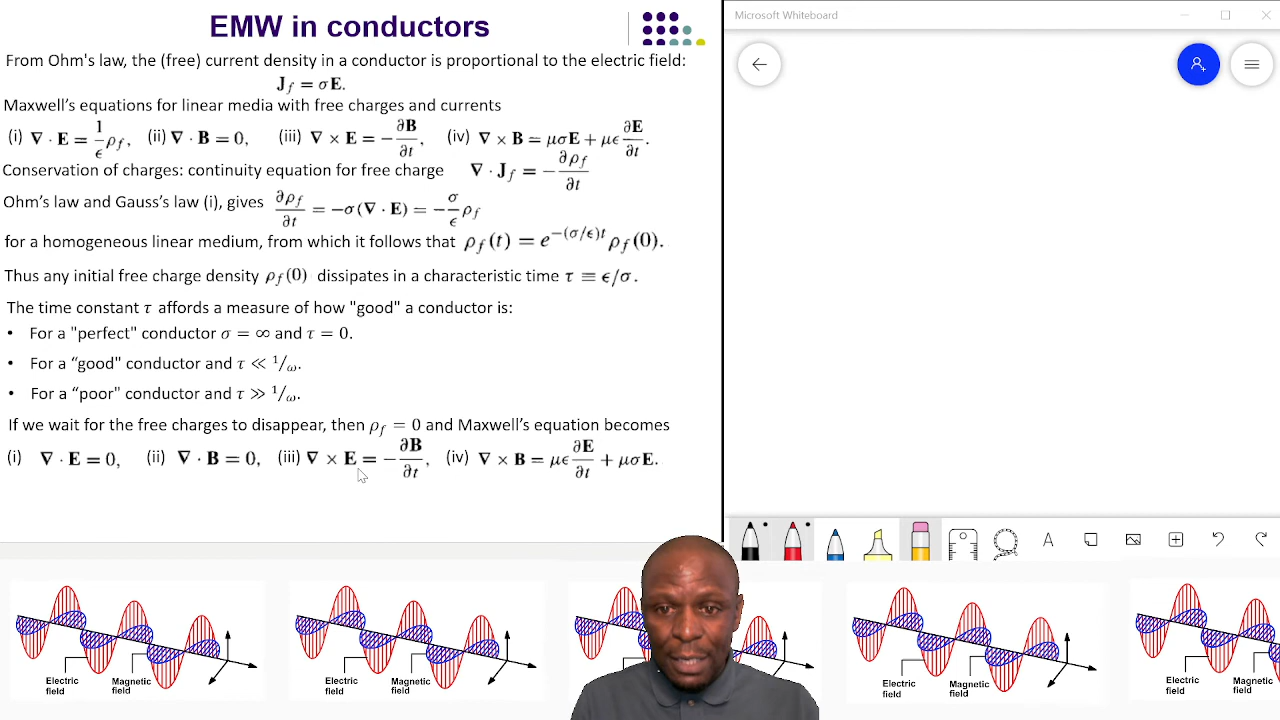 EMW in conductors
From Ohm's law, the (free) current density in a conductor is proportional to the electric field:
J_f = σE.
Maxwell's equations for linear media with free charges and currents
(i) ∇ · E = 1/ϵ ρ_f, (ii) ∇ · B = 0, (iii) ∇ × E = −∂B/∂t, (iv) ∇ × B = μσE + μϵ ∂E/∂t.
Conservation of charges: continuity equation for free charge ∇ · J_f = −∂ρ_f/∂t
Ohm's law and Gauss's law (i), gives ∂ρ_f/∂t = −σ(∇ · E) = −σ/ϵ ρ_f
for a homogeneous linear medium, from which it follows that ρ_f(t) = e^−(σ/ϵ)t ρ_f(0).
Thus any initial free charge density ρ_f(0) dissipates in a characteristic time τ ≡ ϵ/σ.
The time constant τ affords a measure of how "good" a conductor is:
• For a "perfect" conductor σ = ∞ and τ = 0.
• For a “good" conductor and τ ≪ 1/ω.
• For a “poor" conductor and τ ≫ 1/ω.
If we wait for the free charges to disappear, then ρ_f = 0 and Maxwell’s equation becomes
(i) ∇ · E = 0, (ii) ∇ · B = 0, (iii) ∇ × E = −∂B/∂t, (iv) ∇ × B = μϵ ∂E/∂t + μσE.
Microsoft Whiteboard
A
Electric
field
Magnetic
field
Electric
field
Magnetic
field
Electric
field
Magnetic
field
Electric
field
Magnetic
field